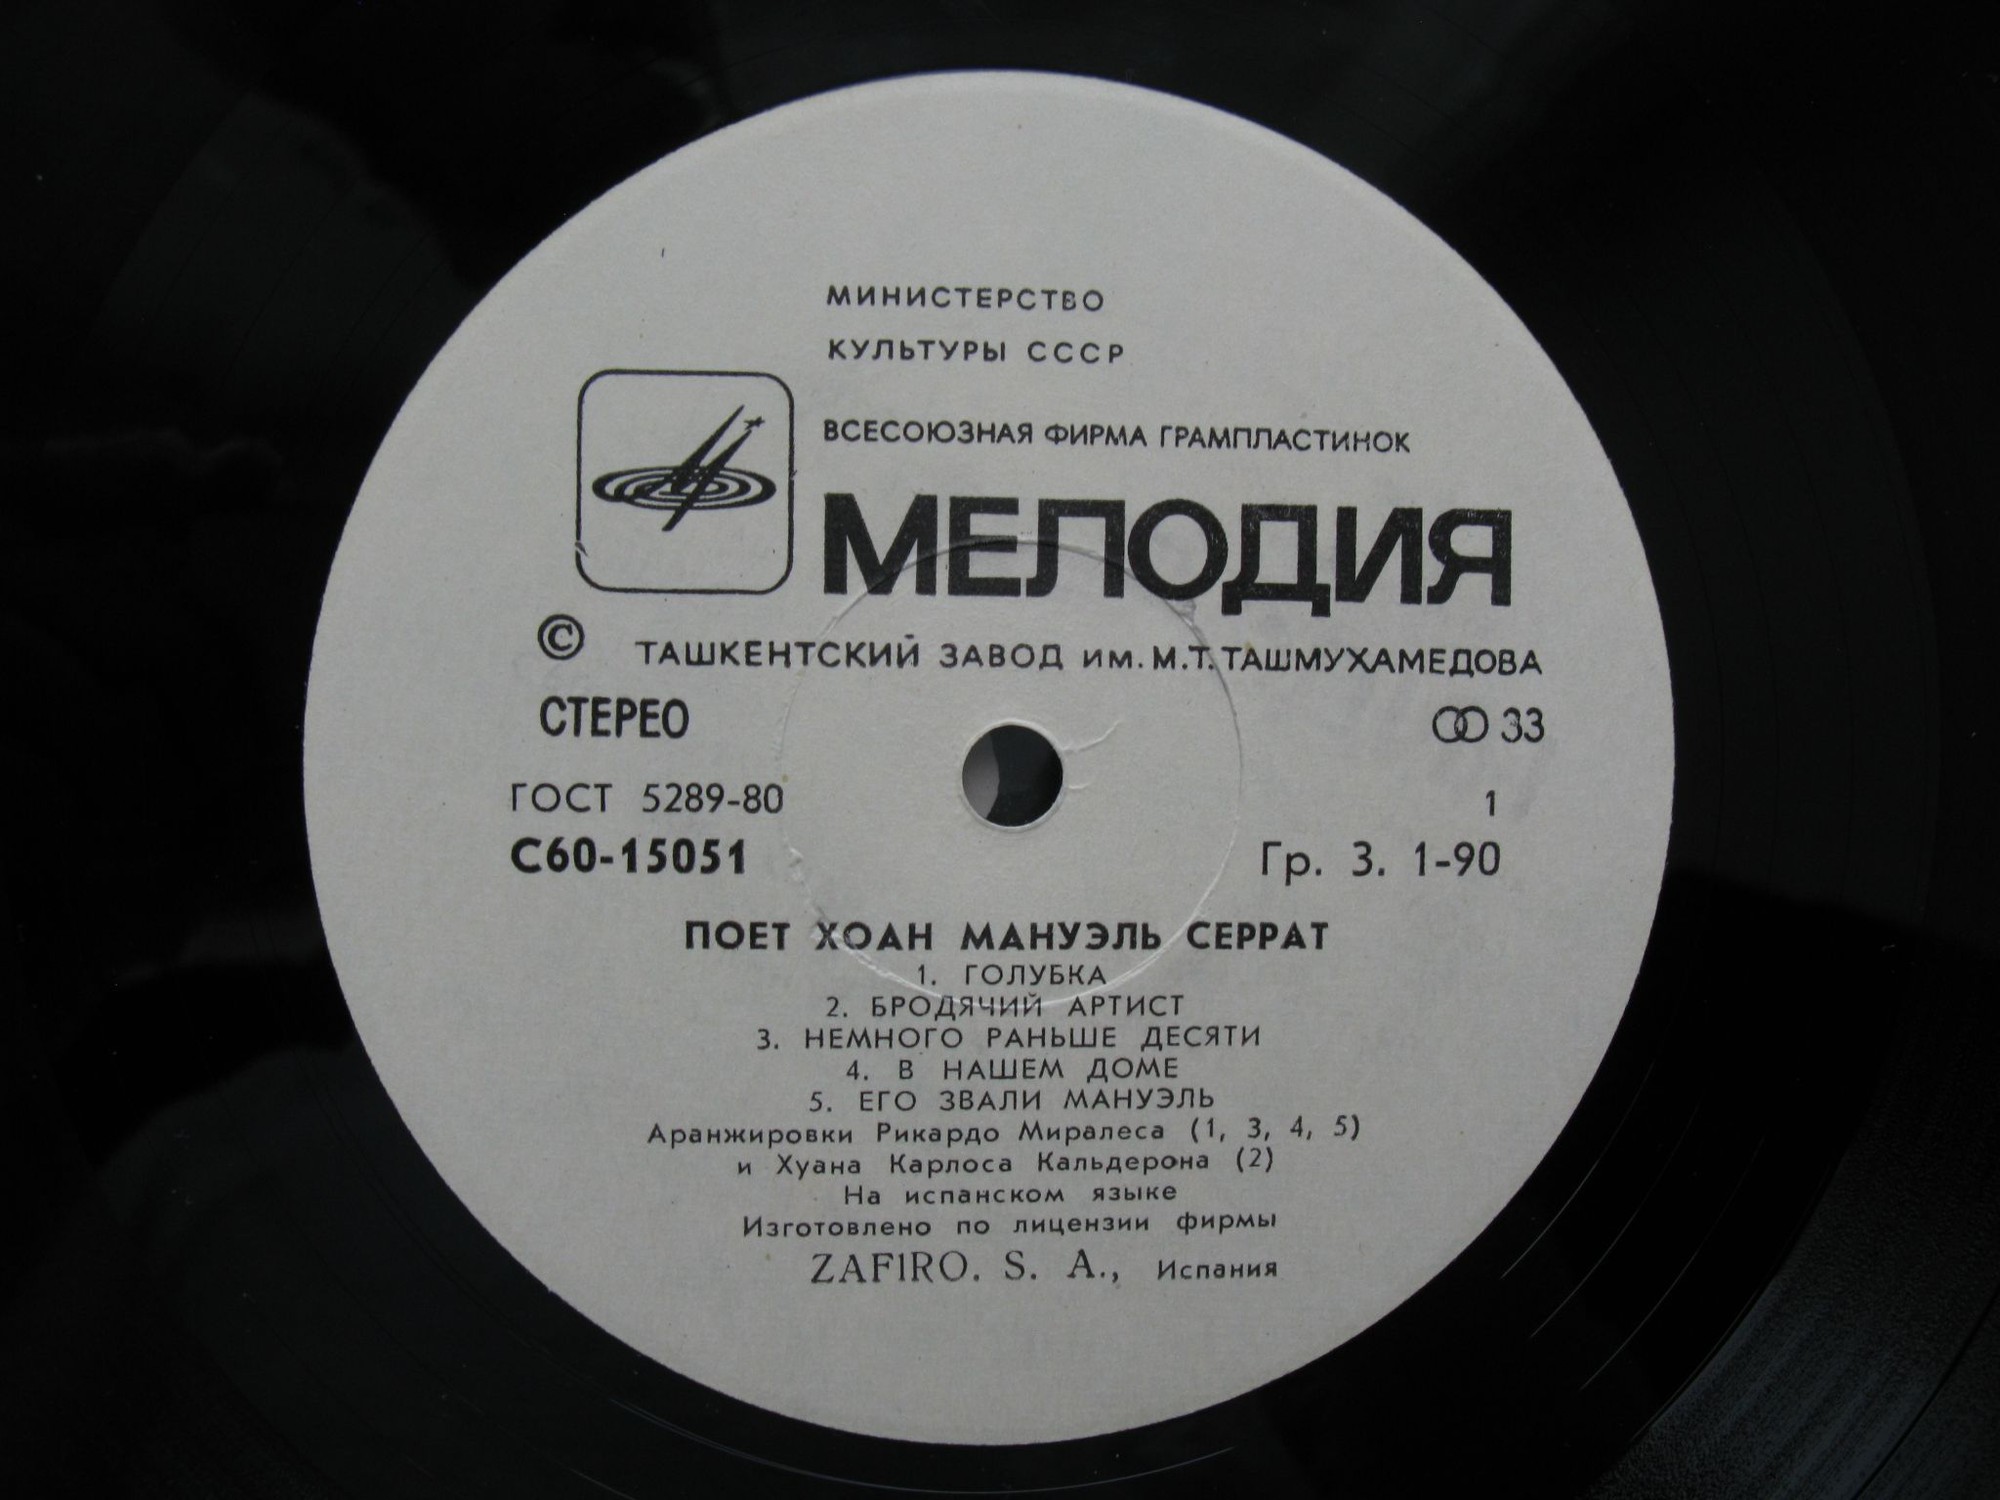 МИНИСТЕРСТВО
КУЛЬТУРЫ СССР
ВСЕСОЮЗНАЯ ФИРМА ГРАМПЛАСТИНОК
МЕЛОДИЯ
© ТАШКЕНТСКИЙ ЗАВОД им. М.Т. ТАШМУХАМЕДОВА
СТЕРЕО 33
ГОСТ 5289-80 1
С60-15051 Гр. 3. 1-90
ПОЕТ ХОАН МАНУЭЛЬ СЕРРАТ
1. ГОЛУБКА
2. БРОДЯЧИЙ АРТИСТ
3. НЕМНОГО РАНЬШЕ ДЕСЯТИ
4. В НАШЕМ ДОМЕ
5. ЕГО ЗВАЛИ МАНУЭЛЬ
Аранжировки Рикардо Миралеса (1, 3, 4, 5)
и Хуана Карлоса Кальдерона (2)
На испанском языке
Изготовлено по лицензии фирмы
ZAFIRO. S. A., Испания